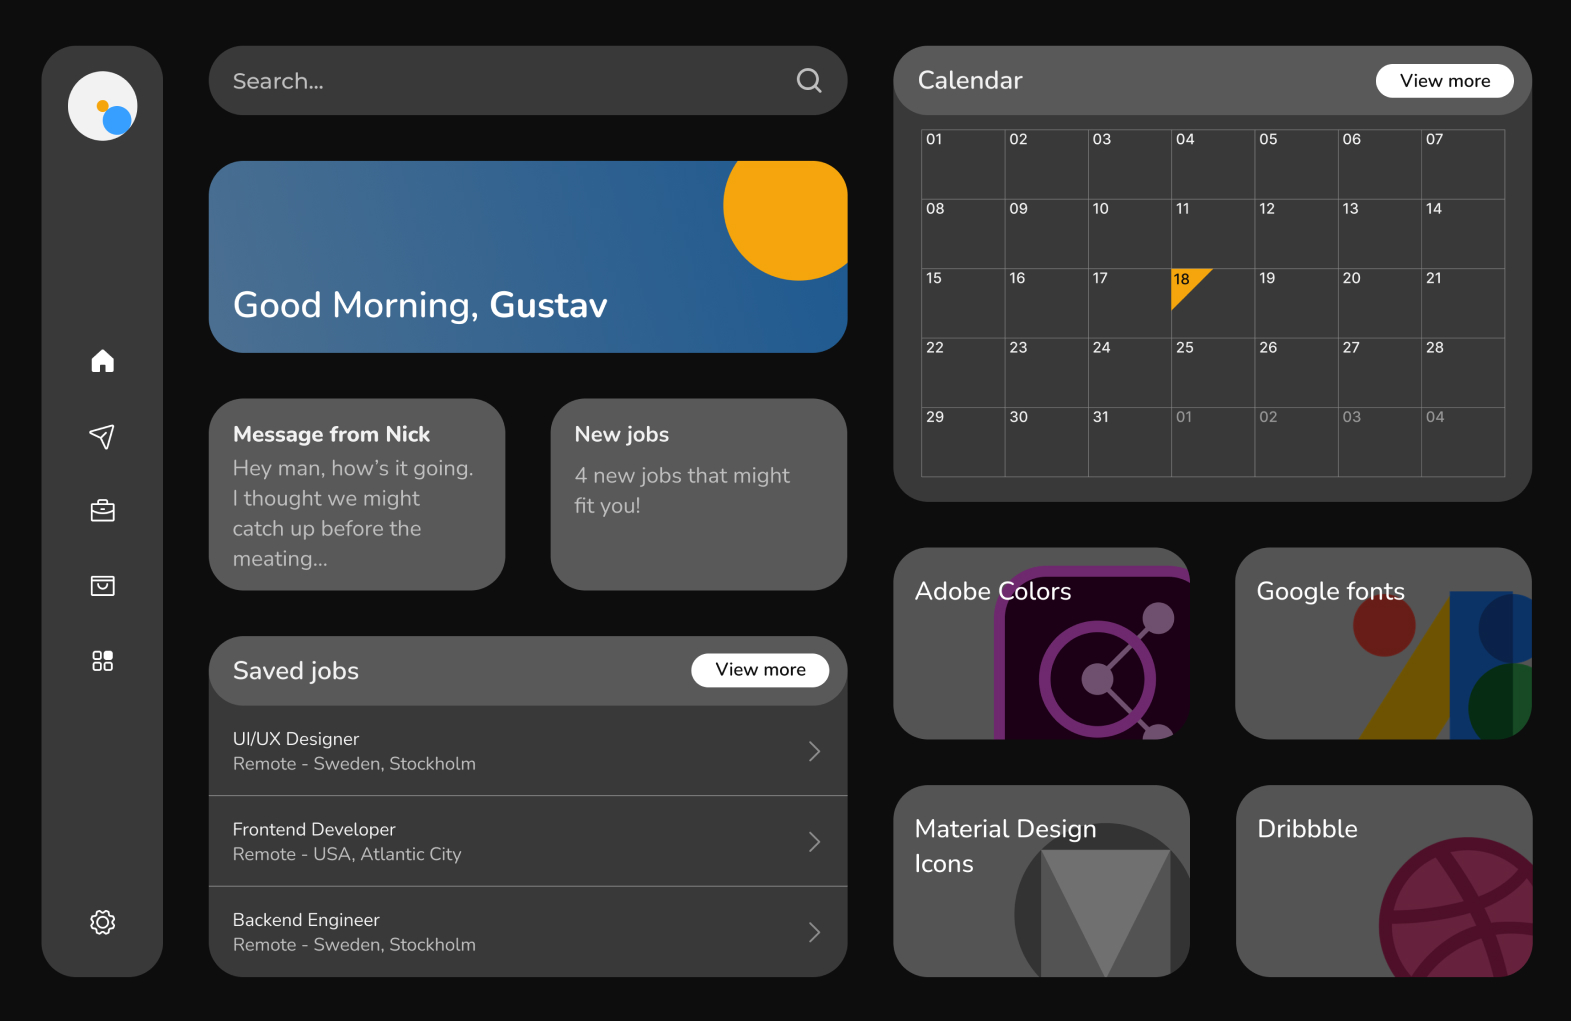 Search...
Good Morning, Gustav
Message from Nick
Hey man, how’s it going.
I thought we might
catch up before the
meating...
New jobs
4 new jobs that might
fit you!
Saved jobs
View more
UI/UX Designer
Remote - Sweden, Stockholm
Frontend Developer
Remote - USA, Atlantic City
Backend Engineer
Remote - Sweden, Stockholm
Calendar
View more
01 02 03 04 05 06 07
08 09 10 11 12 13 14
15 16 17 18 19 20 21
22 23 24 25 26 27 28
29 30 31 01 02 03 04
Adobe Colors
Google fonts
Material Design
Icons
Dribbble